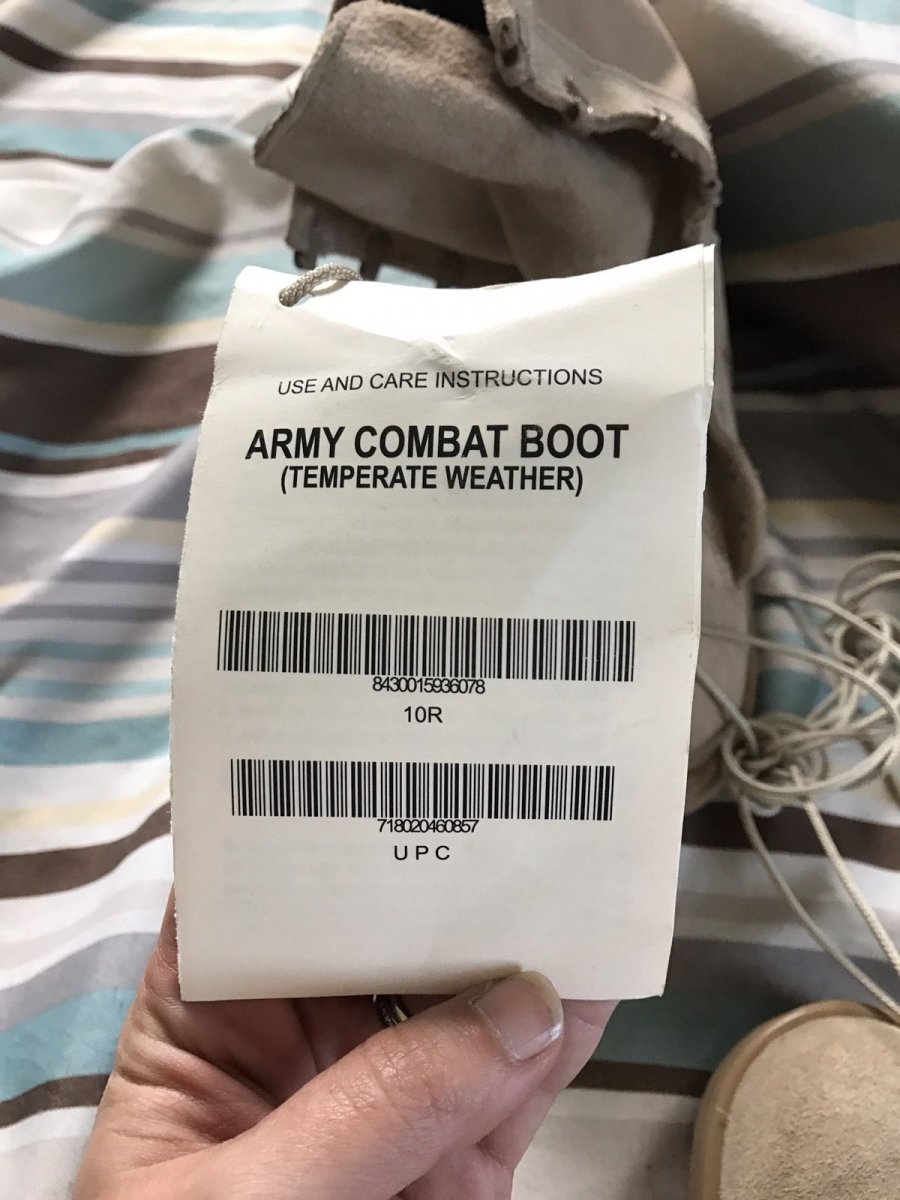 USE AND CARE INSTRUCTIONS
ARMY COMBAT BOOT
(TEMPERATE WEATHER)
8430015936078
10R
718020460857
UPC